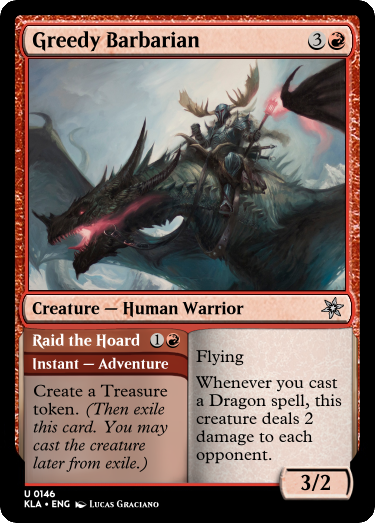 Greedy Barbarian 3
Creature — Human Warrior
Raid the Hoard 1
Instant — Adventure
Create a Treasure
token. (Then exile
this card. You may
cast the creature
later from exile.)
Flying
Whenever you cast
a Dragon spell, this
creature deals 2
damage to each
opponent.
3/2
U 0146
KLA • ENG Lucas Graciano